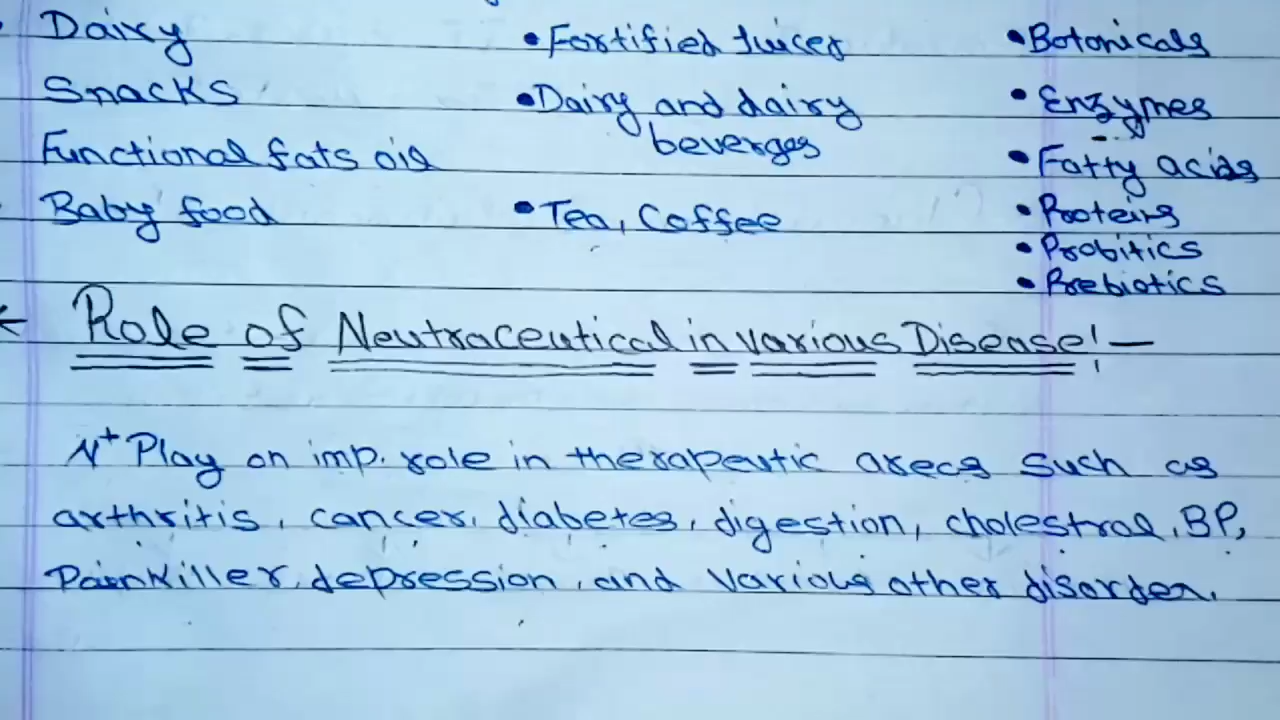 Dairy
• Fortified Juices
• Botanicals
Snacks
• Dairy and dairy
beverges
• Enzymes
Functional fats oil
• Fatty acids
Baby food
• Tea, Coffee
• Proteins
• Probitics
• Prebiotics
Role of Neutraceutical in various Disease! —
N+ Play an imp. role in therapeutic areas such as
arthritis, cancer, diabetes, digestion, cholestral, BP,
Painkiller, depression, and various other disorder.